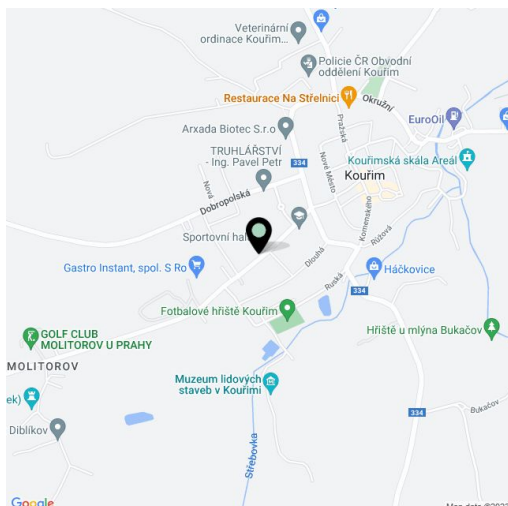 Veterinární
ordinace Kouřim...
Policie ČR Obvodní
oddělení Kouřim
Restaurace Na Střelnici
Okružní
EuroOil
Pražská
Arxada Biotec S.r.o
334
Nové Město
Kouřimská skála Areál
TRUHLÁŘSTVÍ
- Ing. Pavel Petr
Kouřim
Nová
Dobropolská
Komenského
Růžová
Sportovní hal
Dlouhá
Gastro Instant, spol. S Ro
Háčkovice
Ruská
334
Fotbalové hřiště Kouřim
Hřiště u mlýna Bukačov
GOLF CLUB
MOLITOROV U PRAHY
MOLITOROV
Muzeum lidových
staveb v Kouřimi
ek)
Bukačov
334
Diblíkov
Střebovka
Google